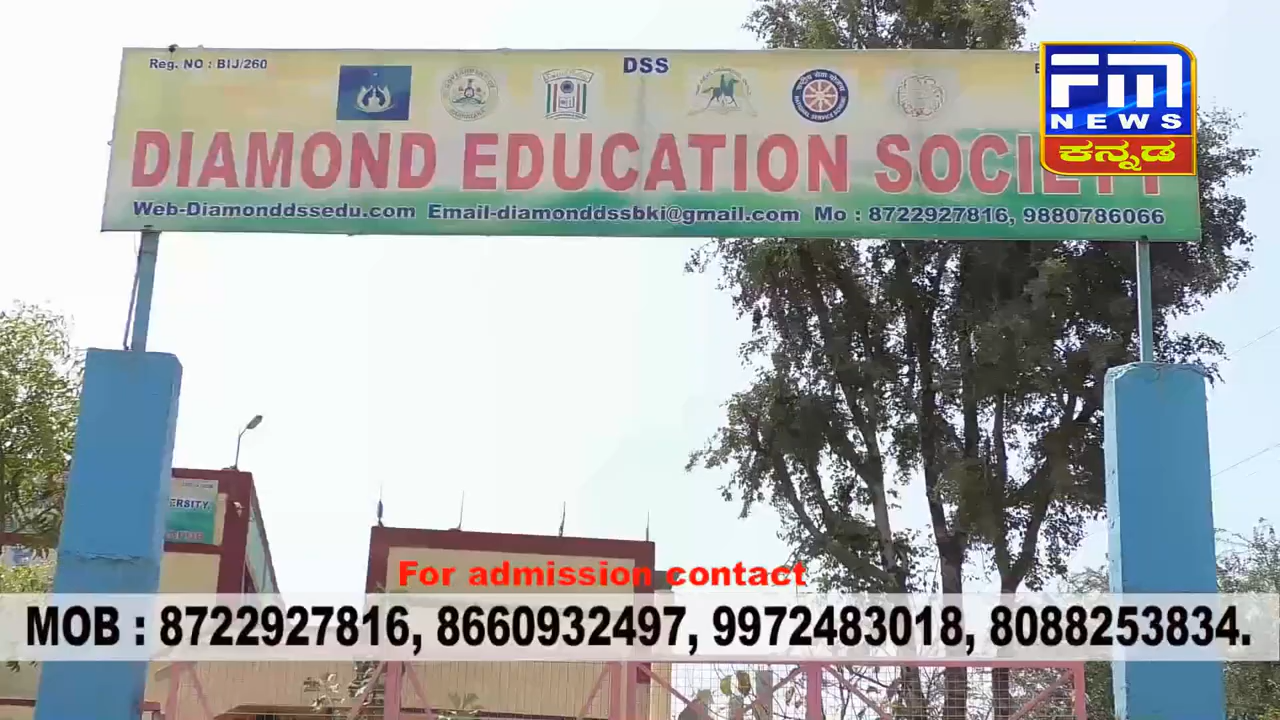 Reg. NO : BIJ/260
DSS
DIAMOND EDUCATION SOCIETY
Web-Diamonddssedu.com Email-diamonddssbki@gmail.com Mo : 8722927816, 9880786066
FM
NEWS
ಕನ್ನಡ
ERSITY
For admission contact
MOB : 8722927816, 8660932497, 9972483018, 8088253834.